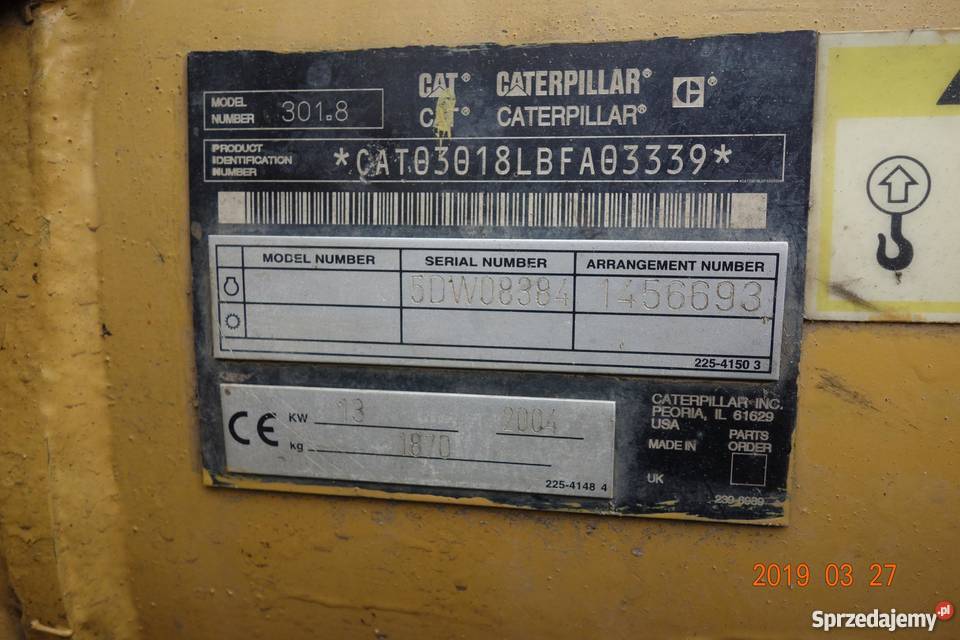 CAT® CATERPILLAR®
CAT® CATERPILLAR®
MODEL NUMBER 301.8
PRODUCT IDENTIFICATION NUMBER *CAT03018LBFA03339*
MODEL NUMBER SERIAL NUMBER ARRANGEMENT NUMBER
5DW08384 1456693
225-4150 3
CE KW 13 2004
kg 1870
225-4148 4
CATERPILLAR INC.
PEORIA, IL 61629
USA
MADE IN PARTS ORDER
UK
239-6989
2019 03 27
Sprzedajemy.pl